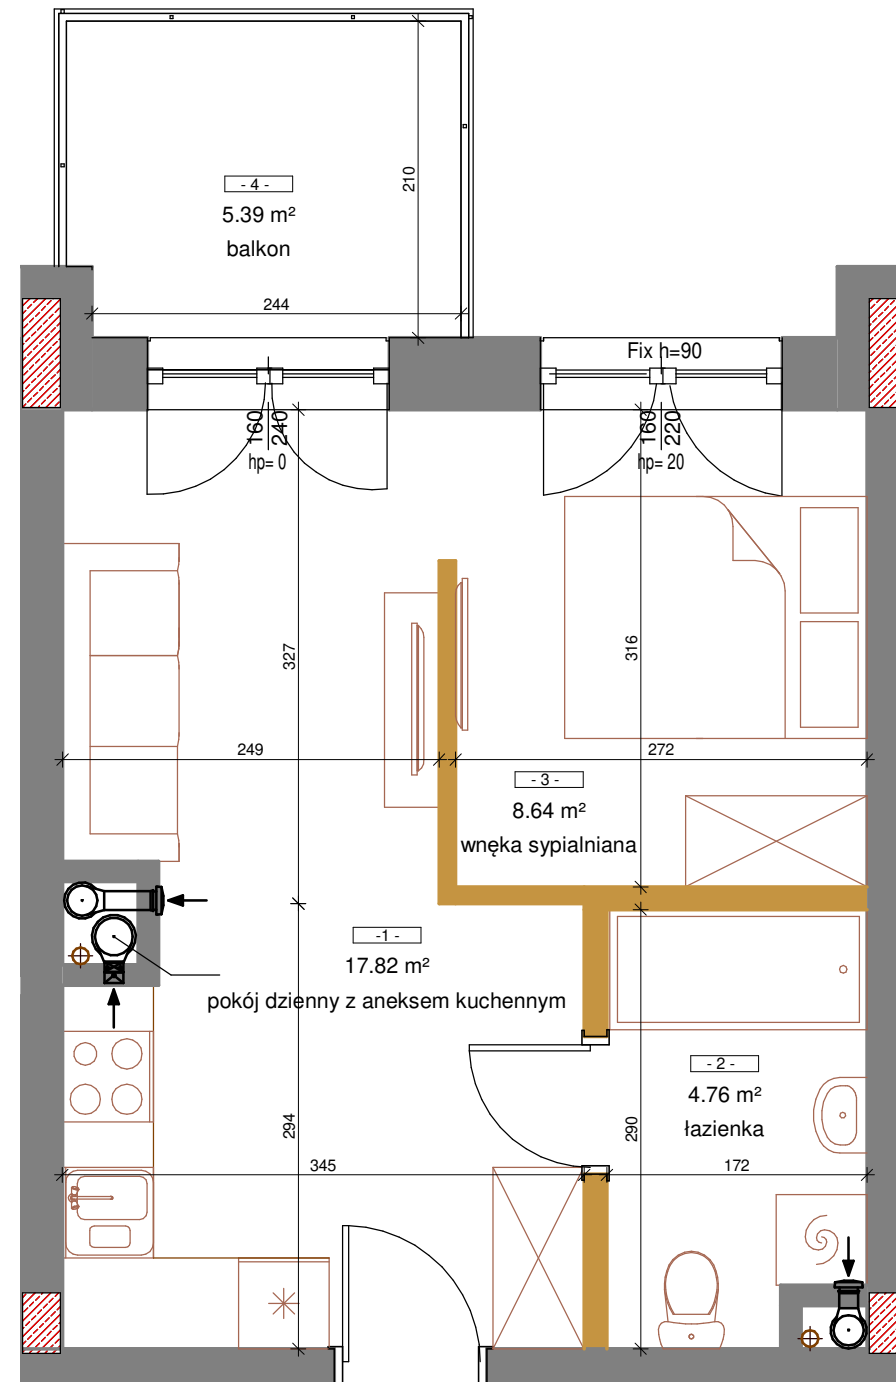 - 4 -
5.39 m²
balkon
210
244
Fix h=90
160
240
hp= 0
160
220
hp= 20
327
316
249
272
- 3 -
8.64 m²
wnęka sypialniana
-1 -
17.82 m²
pokój dzienny z aneksem kuchennym
- 2 -
4.76 m²
łazienka
294
290
345
172